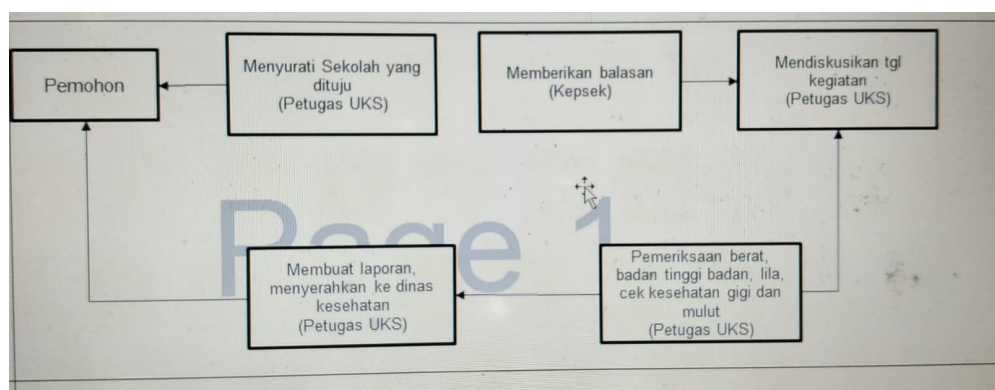 Pemohon
Menyurati Sekolah yang
dituju
(Petugas UKS)
Memberikan balasan
(Kepsek)
Mendiskusikan tgl
kegiatan
(Petugas UKS)
Page 1
Membuat laporan,
menyerahkan ke dinas
kesehatan
(Petugas UKS)
Pemeriksaan berat,
badan tinggi badan, lila,
cek kesehatan gigi dan
mulut
(Petugas UKS)